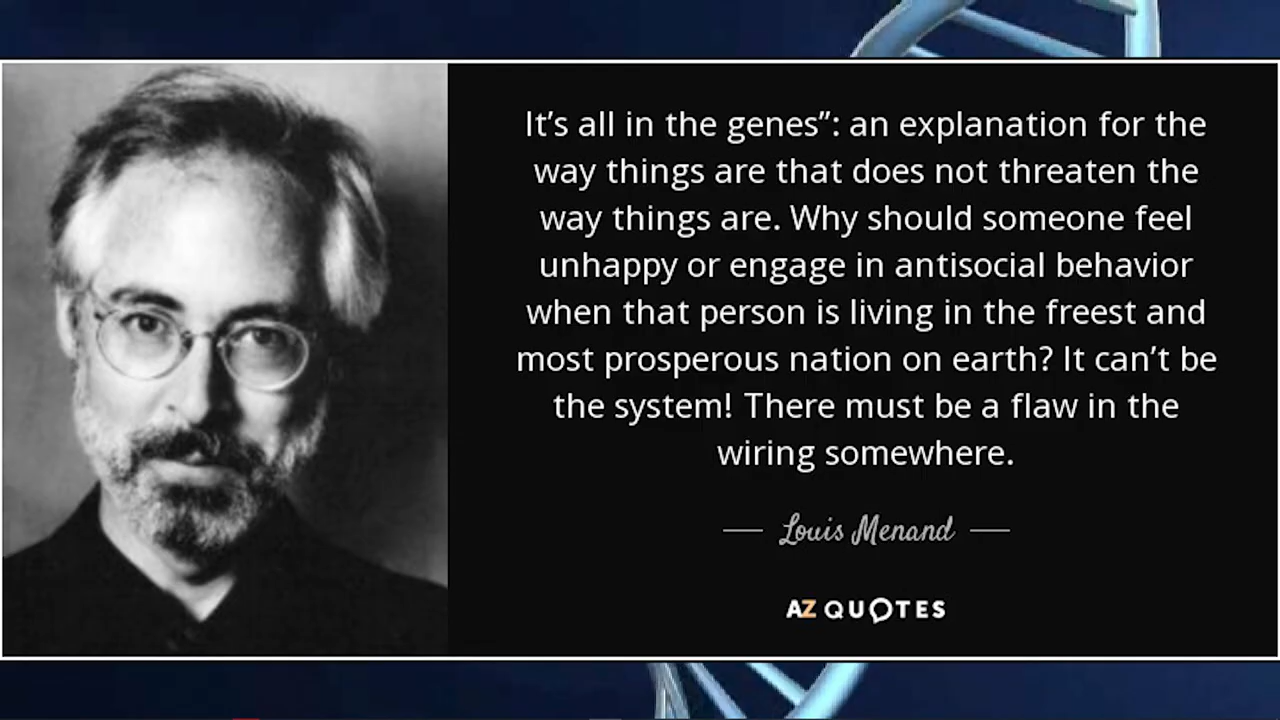 It’s all in the genes”: an explanation for the
way things are that does not threaten the
way things are. Why should someone feel
unhappy or engage in antisocial behavior
when that person is living in the freest and
most prosperous nation on earth? It can’t be
the system! There must be a flaw in the
wiring somewhere.
Louis Menand
AZ QUOTES